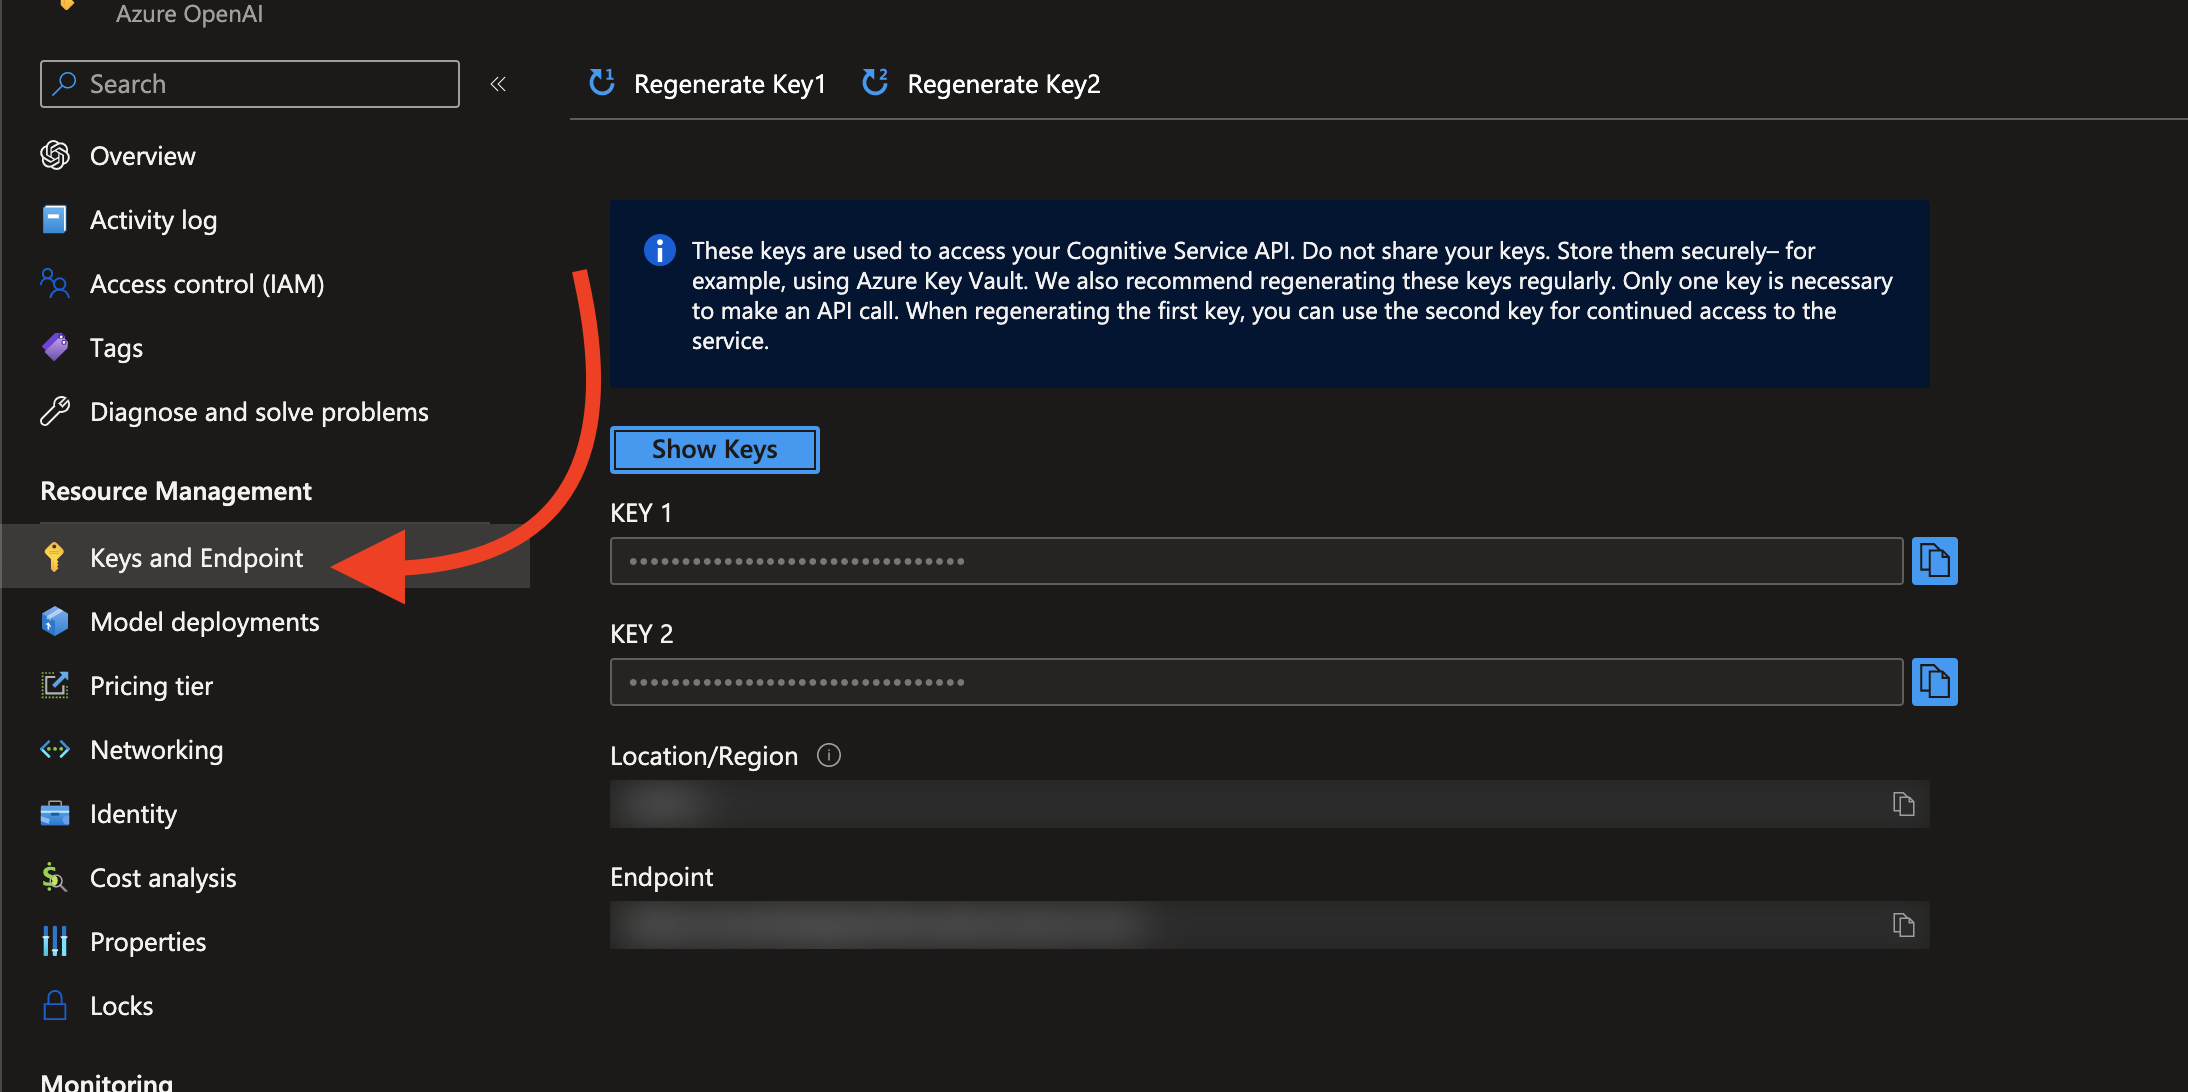 Azure OpenAI
Search
«
Overview
Activity log
Access control (IAM)
Tags
Diagnose and solve problems
Resource Management
Keys and Endpoint
Model deployments
Pricing tier
Networking
Identity
Cost analysis
Properties
Locks
Monitoring
1 Regenerate Key1
2 Regenerate Key2
These keys are used to access your Cognitive Service API. Do not share your keys. Store them securely– for
example, using Azure Key Vault. We also recommend regenerating these keys regularly. Only one key is necessary
to make an API call. When regenerating the first key, you can use the second key for continued access to the
service.
Show Keys
KEY 1
••••••••••••••••••••••••••••••••
KEY 2
••••••••••••••••••••••••••••••••
Location/Region
Endpoint